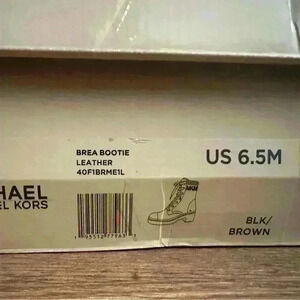 BREA BOOTIE
LEATHER
40F1BRME1L
US 6.5M
HAEL
EL KORS
BLK/
BROWN